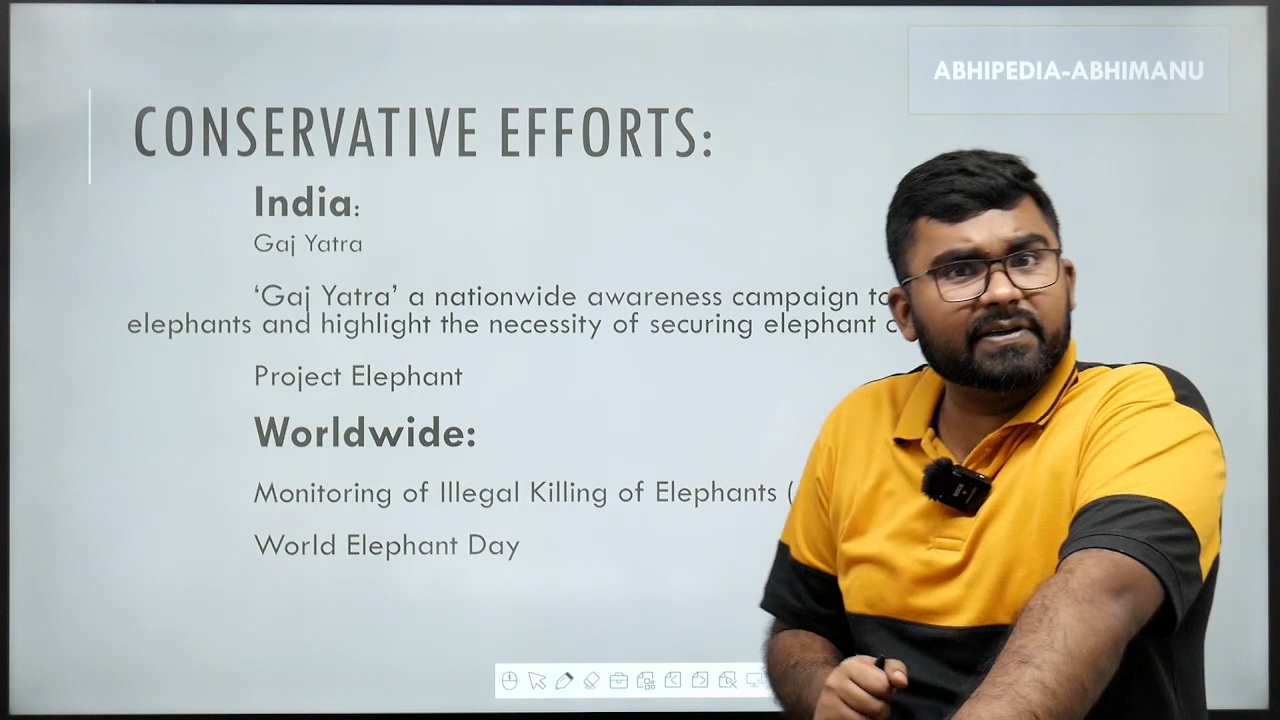 ABHIPEDIA-ABHIMANU
CONSERVATIVE EFFORTS:
India:
Gaj Yatra
‘Gaj Yatra’ a nationwide awareness campaign to
elephants and highlight the necessity of securing elephant
Project Elephant
Worldwide:
Monitoring of Illegal Killing of Elephants (
World Elephant Day